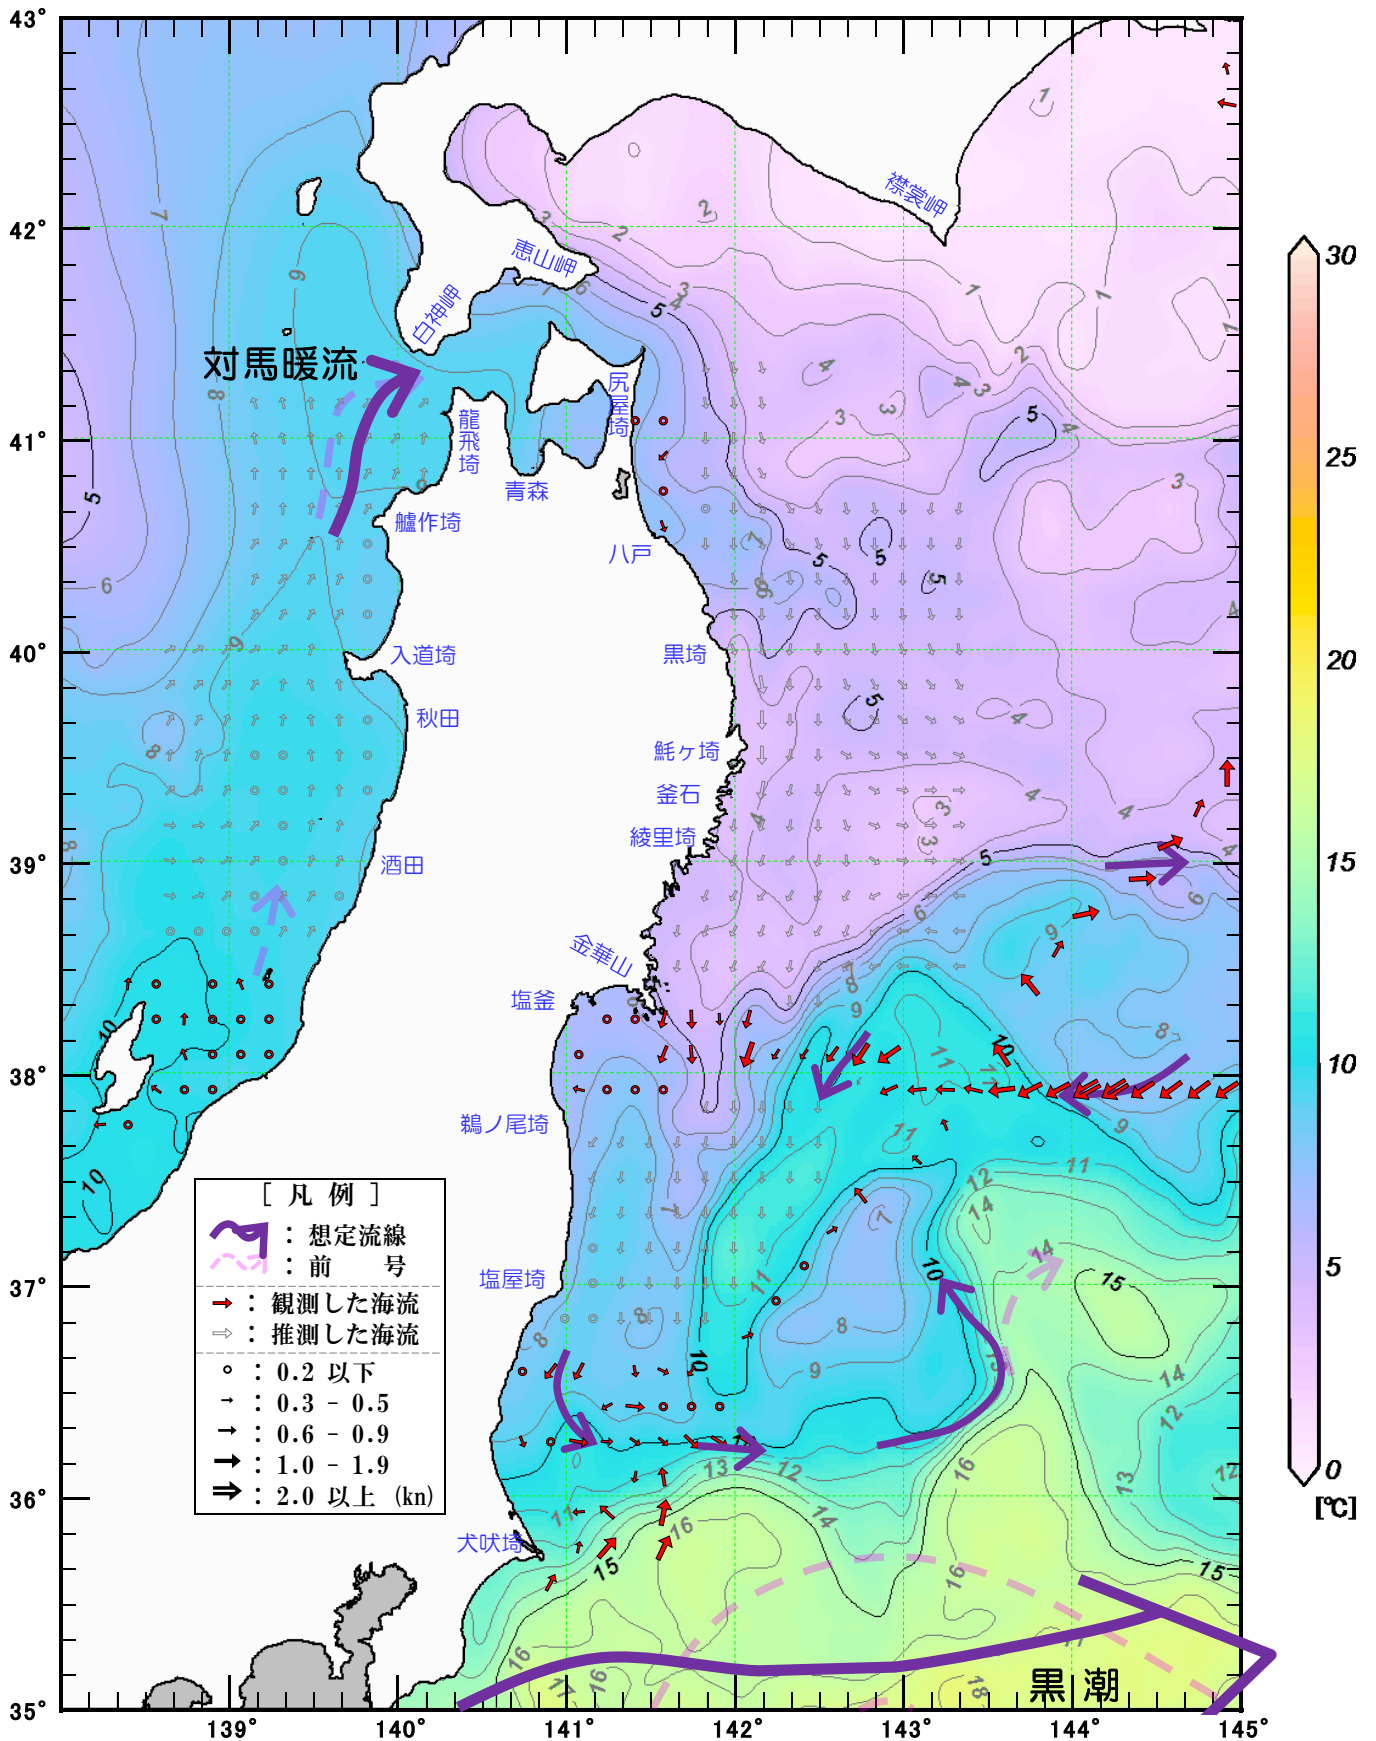 43°
42°
41°
40°
39°
38°
37°
36°
35°
139°
140°
141°
142°
143°
144°
145°
襟裳岬
恵山岬
白神岬
対馬暖流
龍飛埼
尻屋埼
青森
艫作埼
八戸
入道埼
黒埼
秋田
魹ヶ埼
釜石
綾里埼
酒田
金華山
塩釜
鵜ノ尾埼
塩屋埼
犬吠埼
黒潮
[ 凡 例 ]
: 想定流線
: 前 号
: 観測した海流
: 推測した海流
: 0.2 以下
: 0.3 - 0.5
: 0.6 - 0.9
: 1.0 - 1.9
: 2.0 以上 (kn)
30
25
20
15
10
5
0
[℃]